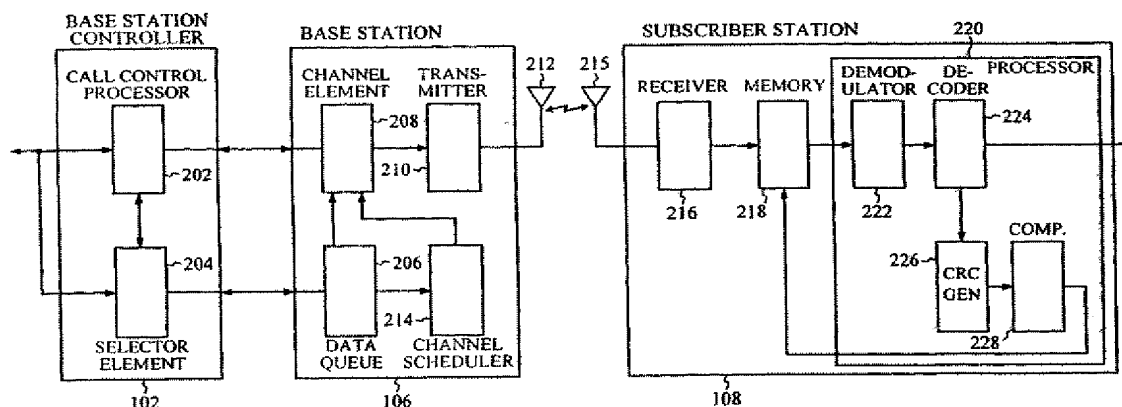 BASE STATION
CONTROLLER
CALL CONTROL
PROCESSOR
202
204
SELECTOR
ELEMENT
102
BASE STATION
CHANNEL
ELEMENT
TRANS-
MITTER
208
210
206
214
DATA
QUEUE
CHANNEL
SCHEDULER
106
212
215
SUBSCRIBER STATION
220
PROCESSOR
RECEIVER
MEMORY
DEMOD-
ULATOR
DE-
CODER
224
216
218
222
226
CRC
GEN
COMP.
228
108